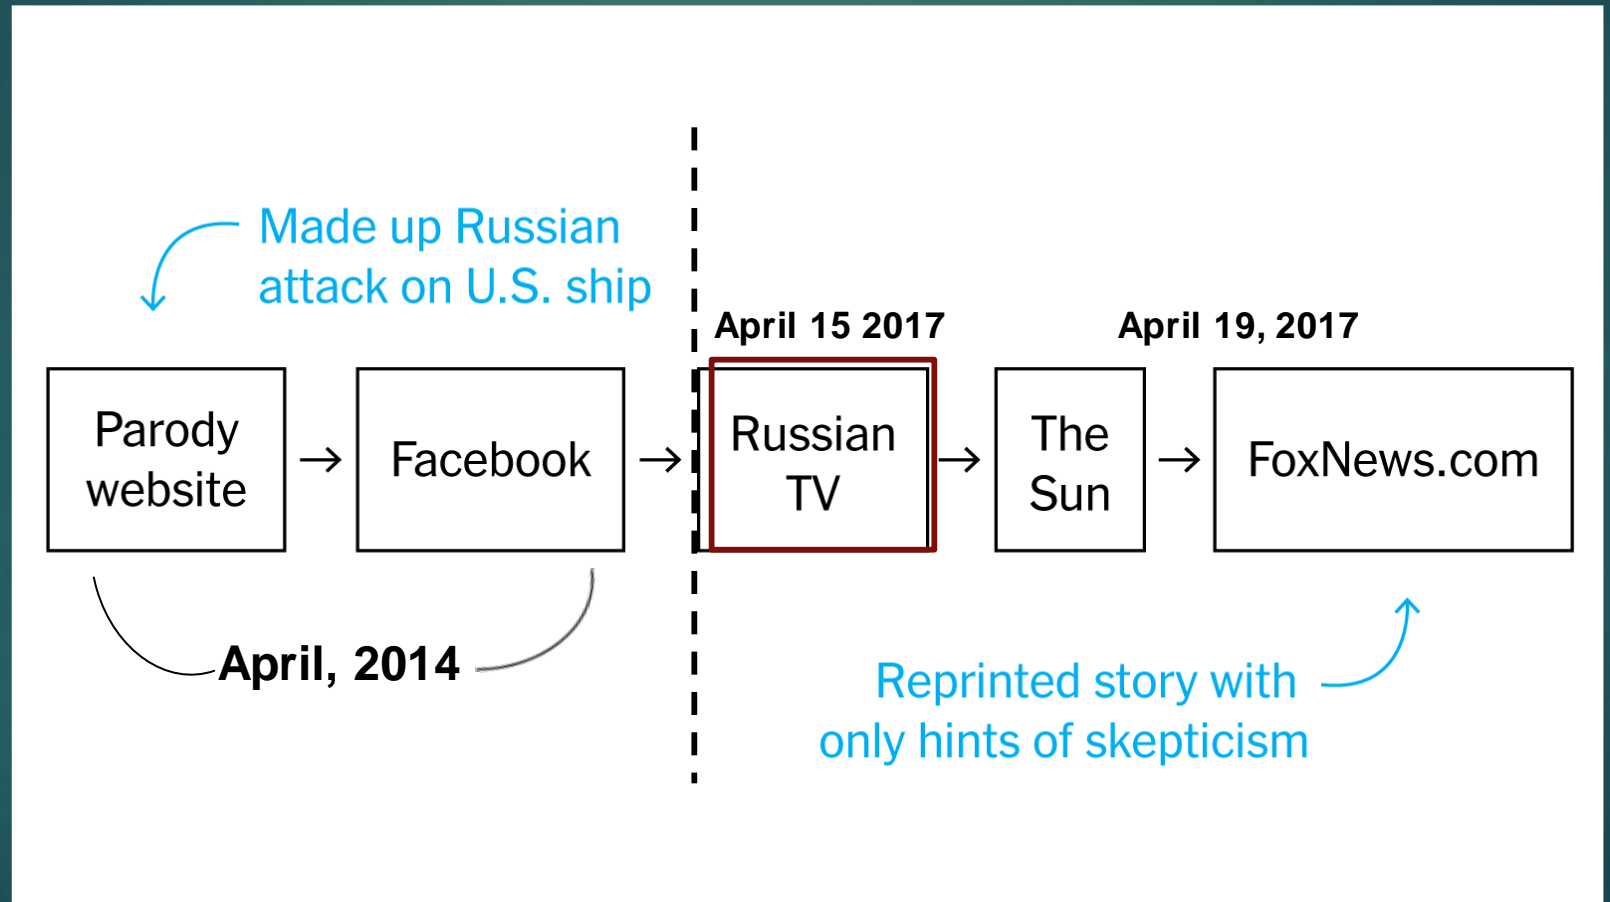 Made up Russian
attack on U.S. ship
April 15 2017
April 19, 2017
Parody
website
Facebook
Russian
TV
The
Sun
FoxNews.com
April, 2014
Reprinted story with
only hints of skepticism